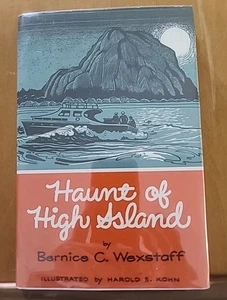 Haunt of
High Island
by
Bernice C. Wexstaff
ILLUSTRATED BY HAROLD E. KOHN